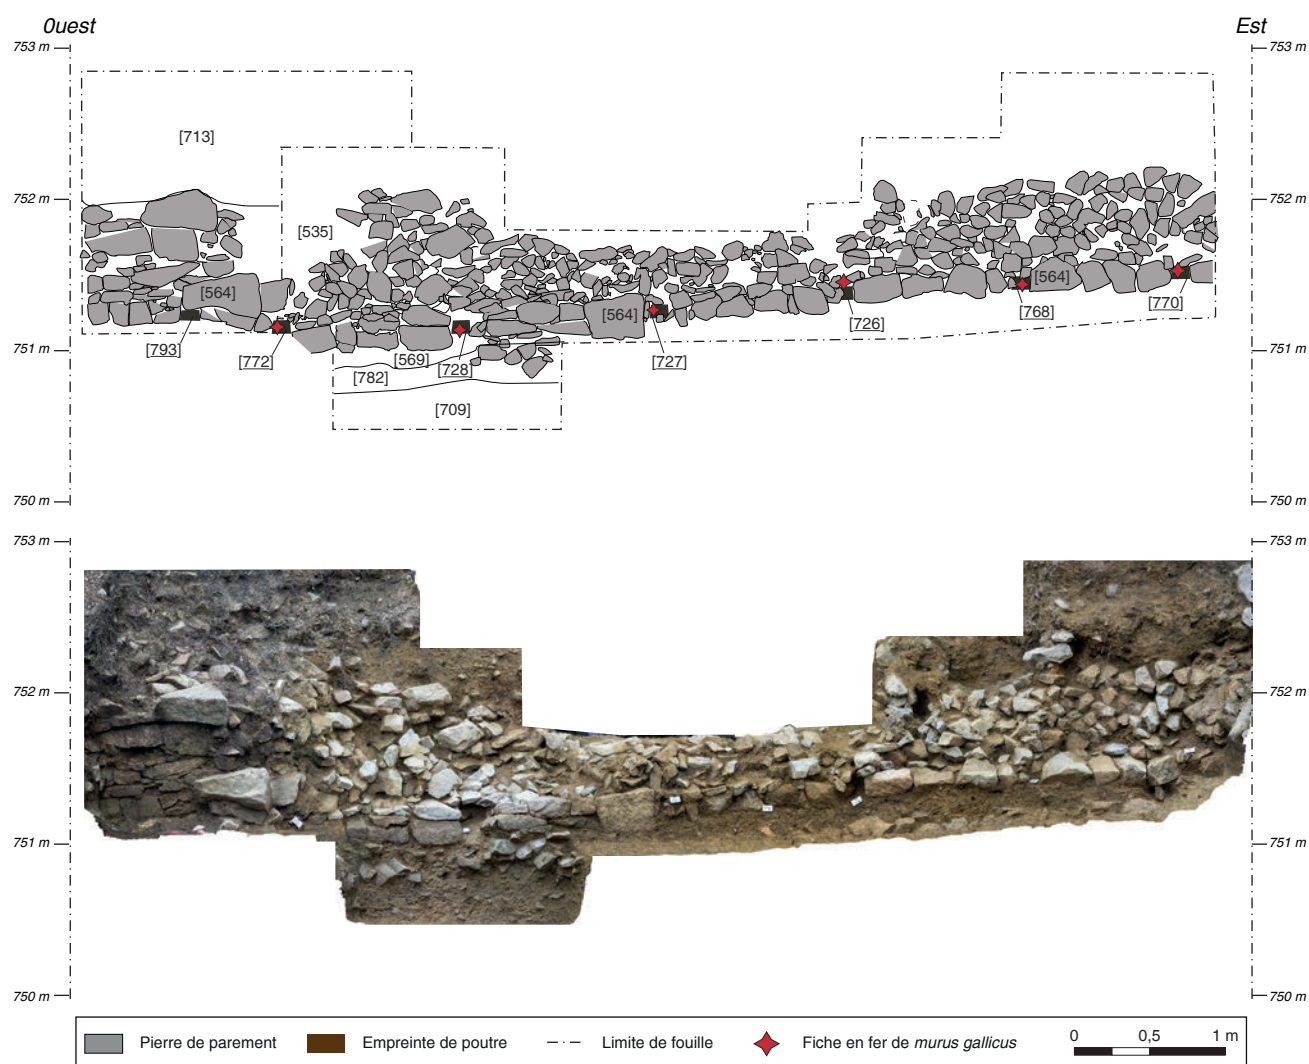 0uest
Est
753 m
753 m
[713]
752 m
752 m
[535]
[564]
[564]
[564]
[793]
[772]
[569]
[728]
[727]
[726]
[768]
[770]
751 m
751 m
[782]
[709]
750 m
750 m
753 m
753 m
752 m
752 m
751 m
751 m
750 m
750 m
Pierre de parement
Empreinte de poutre
Limite de fouille
Fiche en fer de murus gallicus
0 0,5 1 m